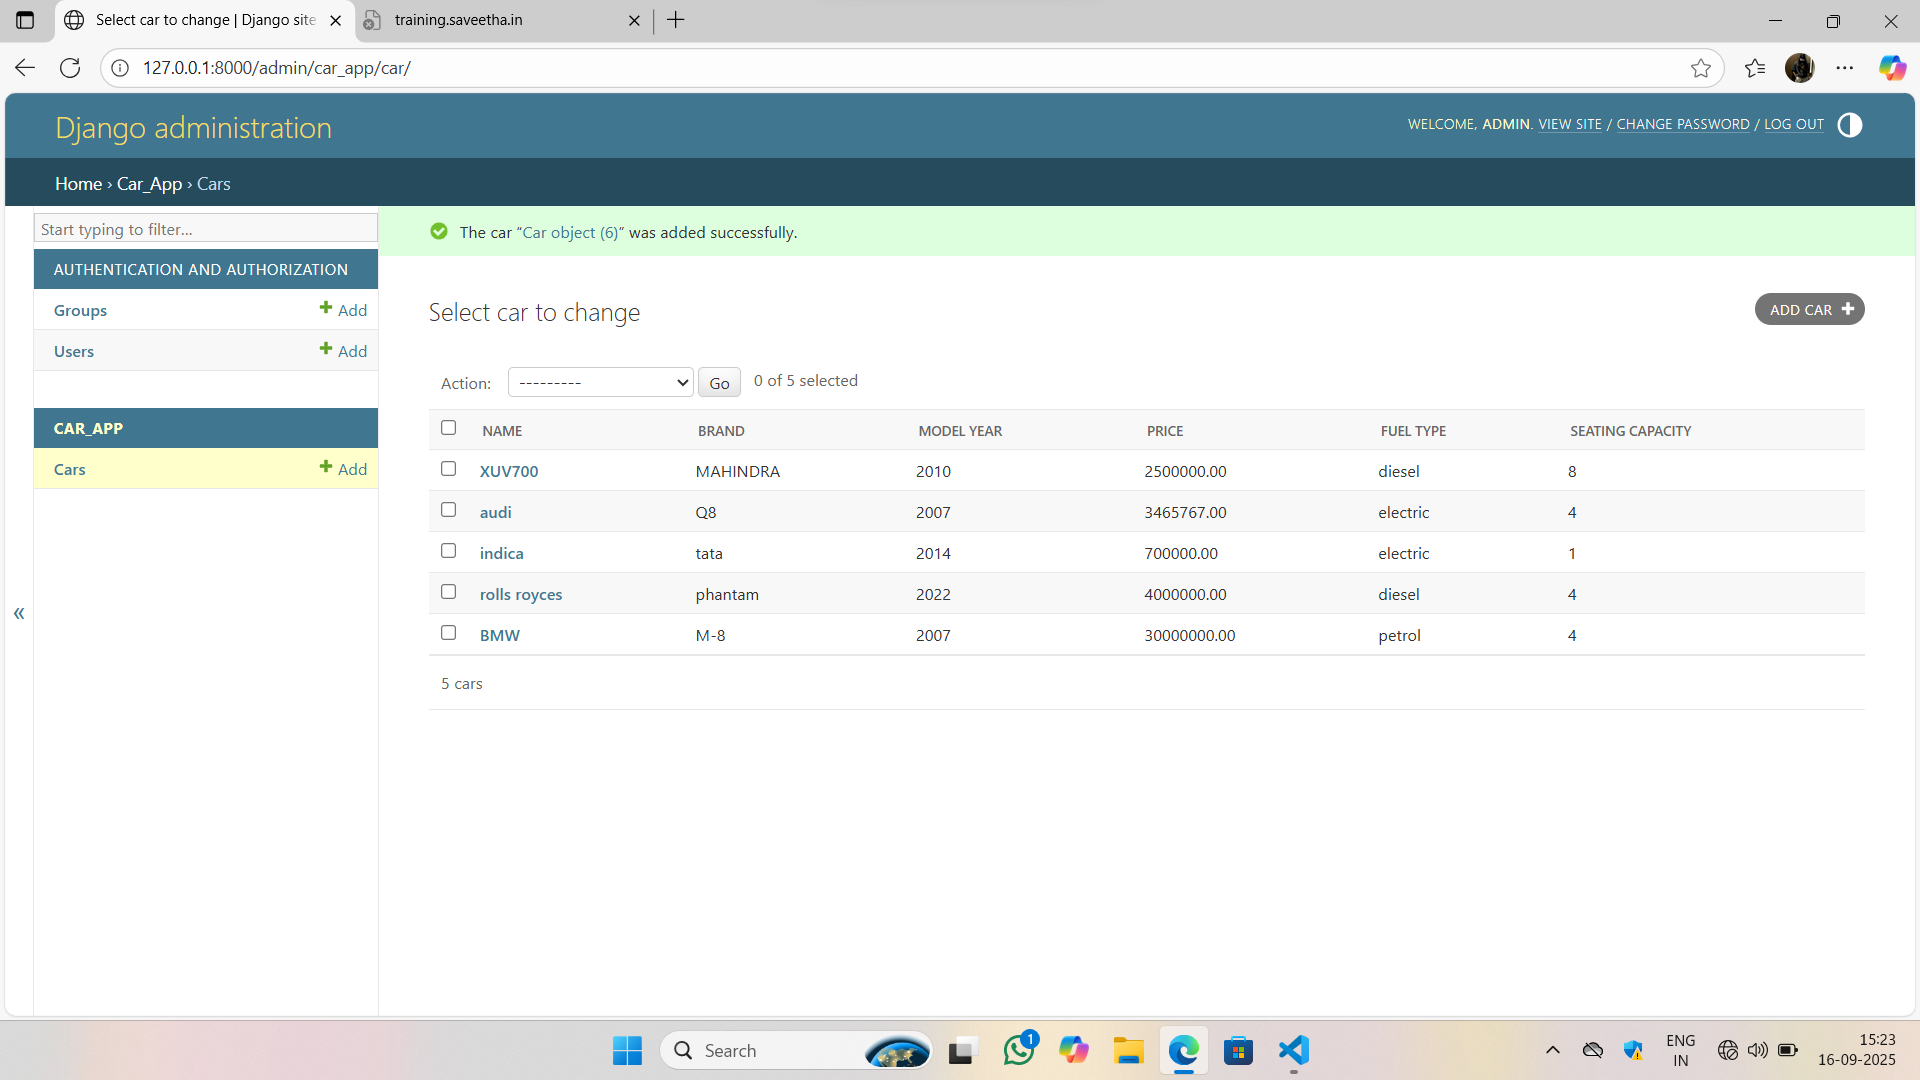 Select car to change | Django site
training.saveetha.in
127.0.0.1:8000/admin/car_app/car/
Django administration
WELCOME, ADMIN. VIEW SITE / CHANGE PASSWORD / LOG OUT
Home › Car_App › Cars
Start typing to filter...
The car “Car object (6)” was added successfully.
AUTHENTICATION AND AUTHORIZATION
Groups Add
Users Add
CAR_APP
Cars Add
«
Select car to change
ADD CAR
Action: --------- Go 0 of 5 selected
NAME BRAND MODEL YEAR PRICE FUEL TYPE SEATING CAPACITY
XUV700 MAHINDRA 2010 2500000.00 diesel 8
audi Q8 2007 3465767.00 electric 4
indica tata 2014 700000.00 electric 1
rolls royces phantam 2022 4000000.00 diesel 4
BMW M-8 2007 30000000.00 petrol 4
5 cars
Search
1
ENG
IN
15:23
16-09-2025